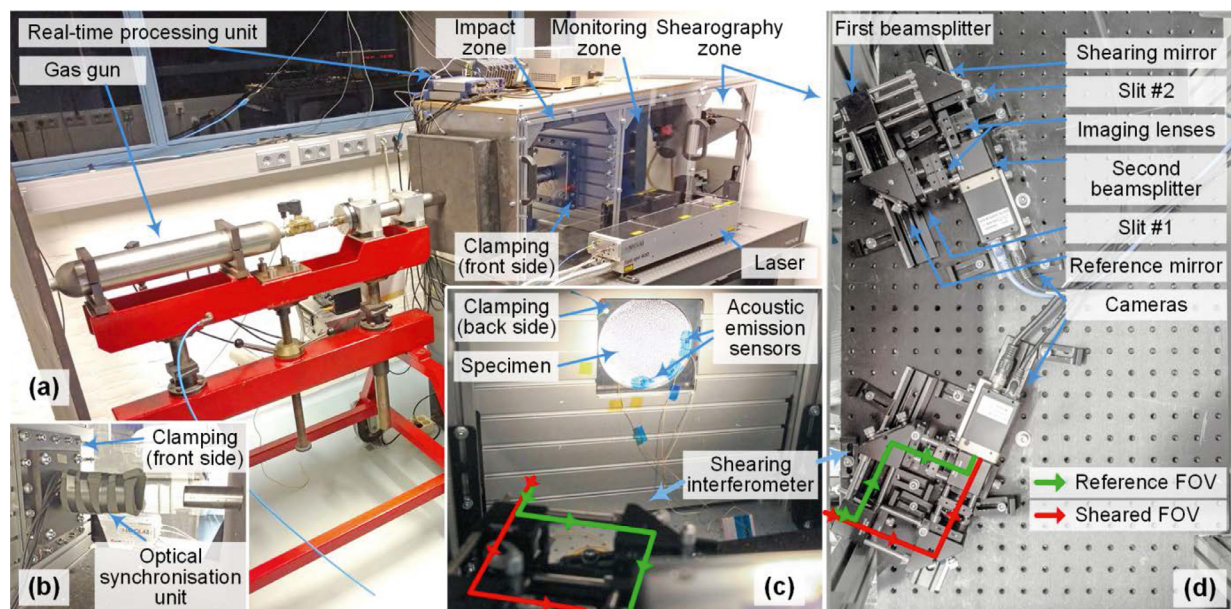 Real-time processing unit
Gas gun
Impact
zone
Monitoring
zone
Shearography
zone
Clamping
(front side)
Laser
(a)
Clamping
(front side)
Optical
synchronisation
unit
(b)
Clamping
(back side)
Specimen
Acoustic
emission
sensors
Shearing
interferometer
(c)
First beamsplitter
Shearing mirror
Slit #2
Imaging lenses
Second
beamsplitter
Slit #1
Reference mirror
Cameras
Reference FOV
Sheared FOV
(d)